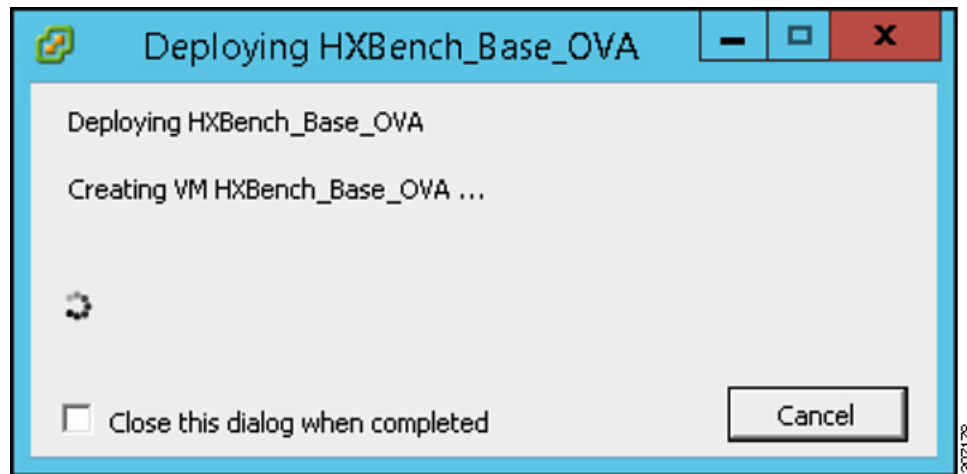 Deploying HXBench_Base_OVA
Deploying HXBench_Base_OVA
Creating VM HXBench_Base_OVA ...
Close this dialog when completed
Cancel